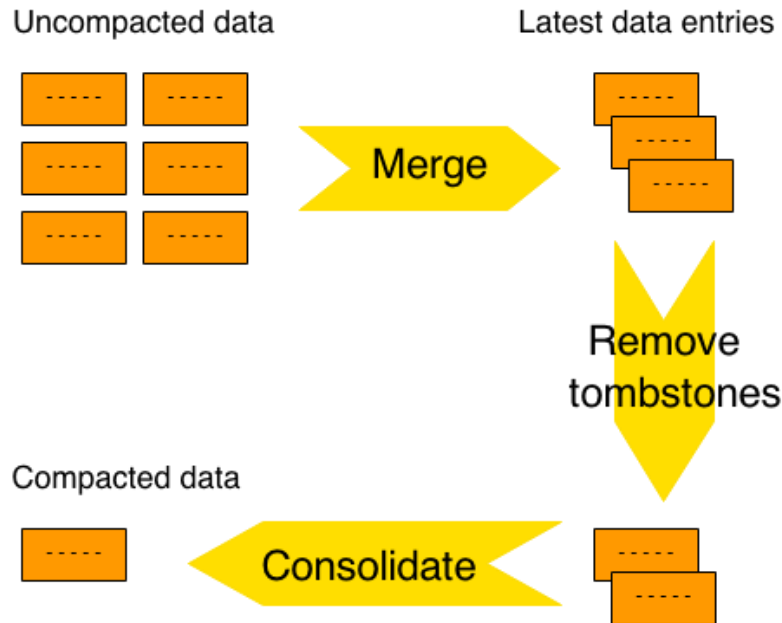 Uncompacted data
Latest data entries
- - - - -
- - - - -
- - - - -
Merge
- - - - -
- - - - -
- - - - -
- - - - -
- - - - -
- - - - -
Remove
tombstones
Compacted data
- - - - -
Consolidate
- - - - -
- - - - -